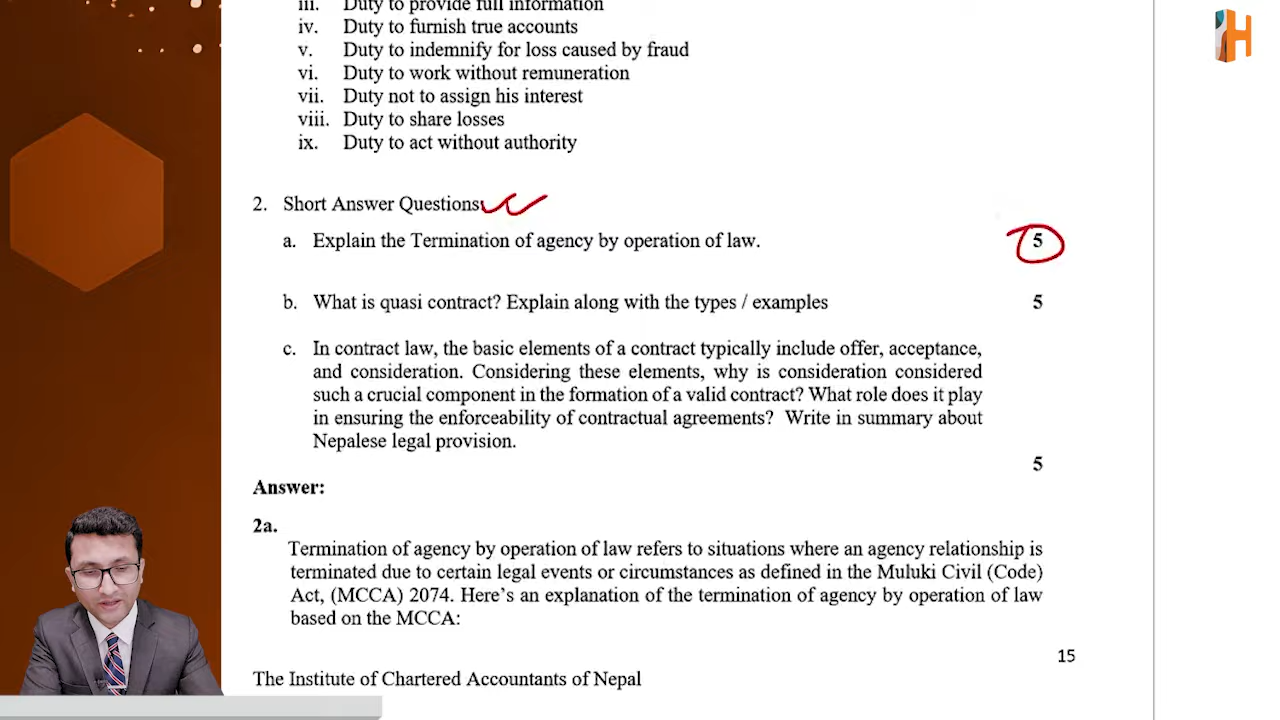 iii. Duty to provide full information
iv. Duty to furnish true accounts
v. Duty to indemnify for loss caused by fraud
vi. Duty to work without remuneration
vii. Duty not to assign his interest
viii. Duty to share losses
ix. Duty to act without authority
2. Short Answer Questions
a. Explain the Termination of agency by operation of law. 5
b. What is quasi contract? Explain along with the types / examples 5
c. In contract law, the basic elements of a contract typically include offer, acceptance,
and consideration. Considering these elements, why is consideration considered
such a crucial component in the formation of a valid contract? What role does it play
in ensuring the enforceability of contractual agreements? Write in summary about
Nepalese legal provision.
5
Answer:
2a.
Termination of agency by operation of law refers to situations where an agency relationship is
terminated due to certain legal events or circumstances as defined in the Muluki Civil (Code)
Act, (MCCA) 2074. Here's an explanation of the termination of agency by operation of law
based on the MCCA:
15
The Institute of Chartered Accountants of Nepal
H